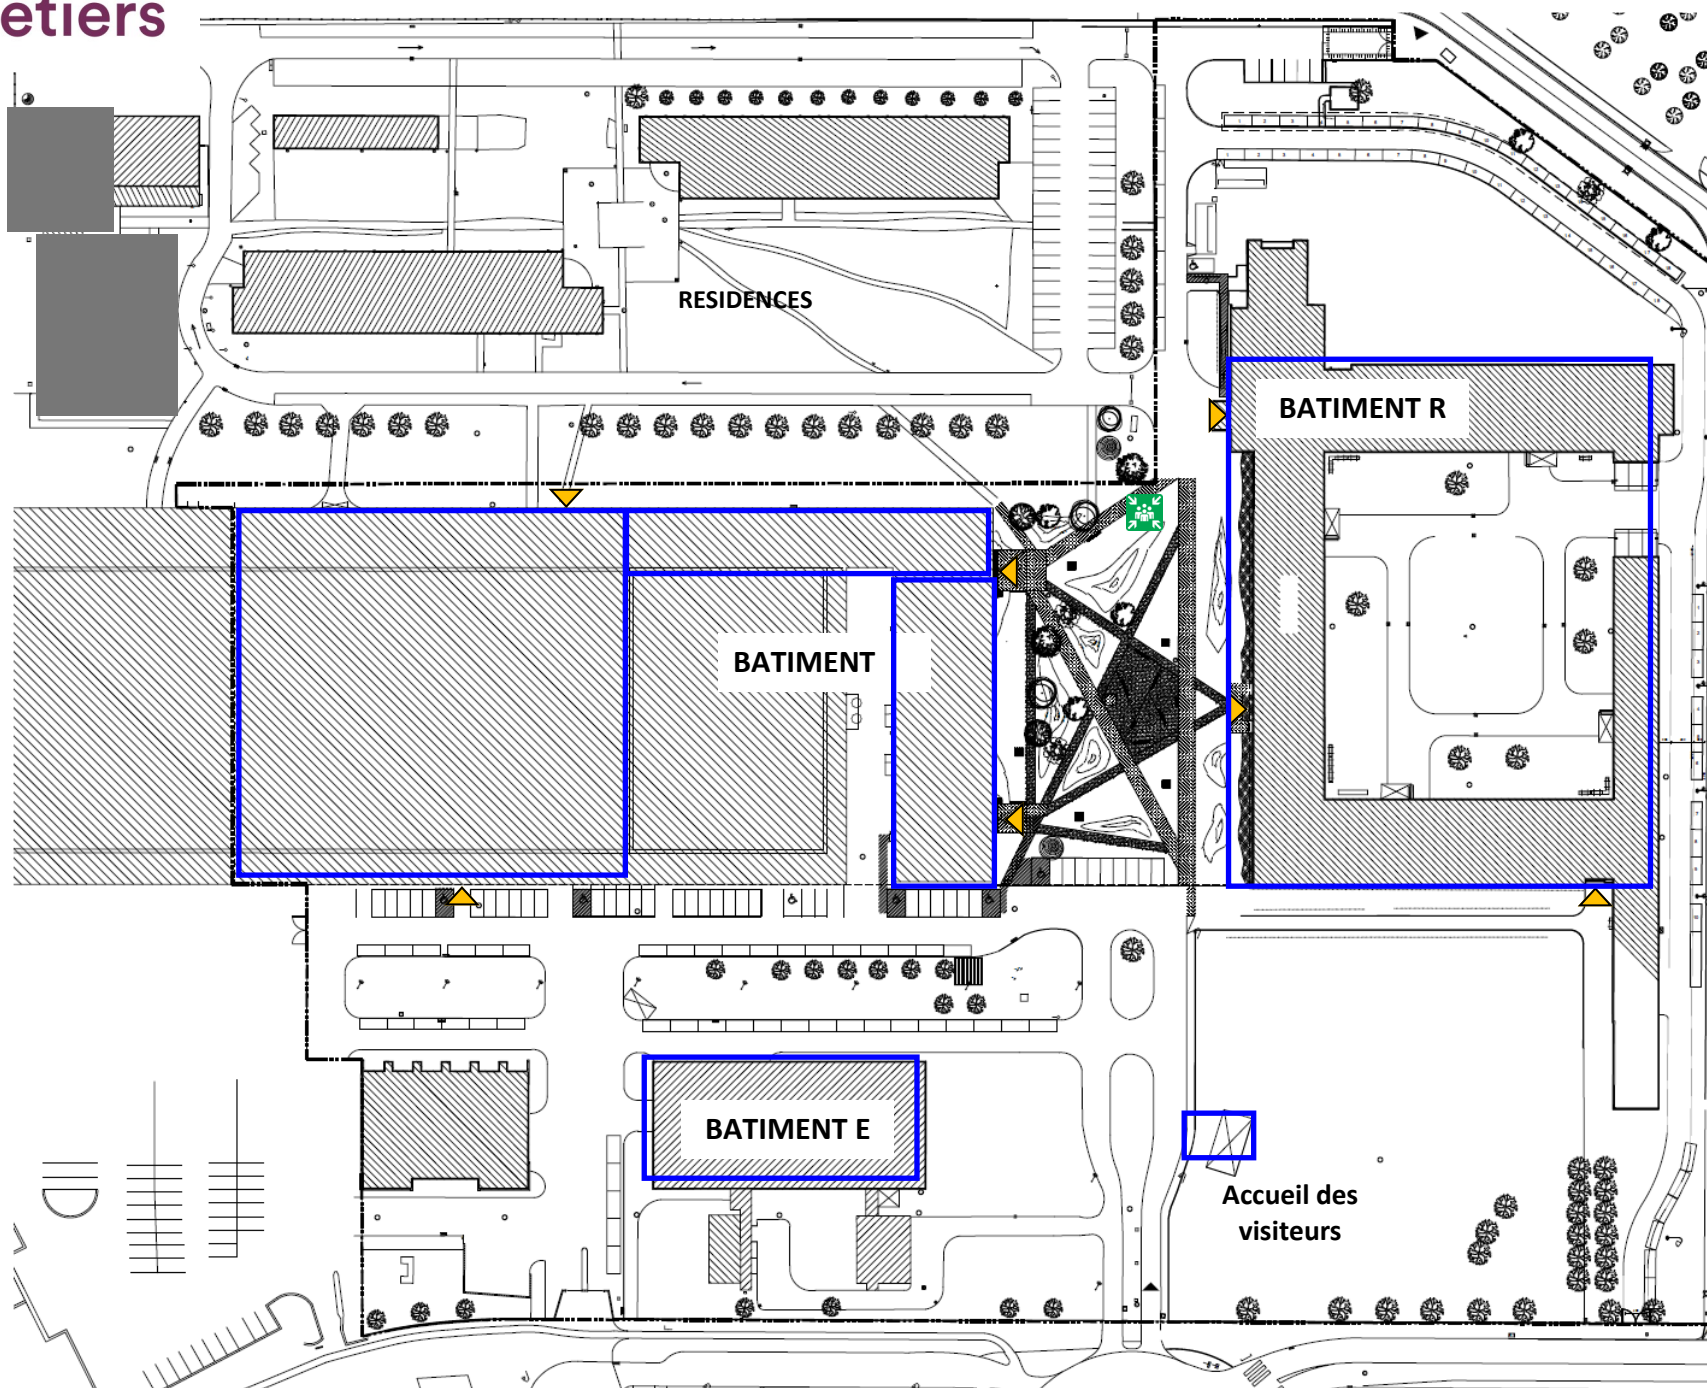 etiers
RESIDENCES
BATIMENT R
BATIMENT
BATIMENT E
Accueil des
visiteurs